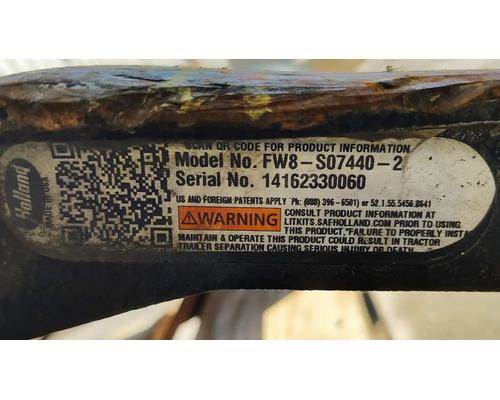 Holland
MADE IN U.S.A.
SCAN QR CODE FOR PRODUCT INFORMATION
Model No. FW8-S07440-2
Serial No. 14162330060
US AND FOREIGN PATENTS APPLY Ph: (888) 396-6501) or 52.1.55.5456.8641
WARNING
CONSULT PRODUCT INFORMATION AT
LITKITS.SAFHOLLAND.COM PRIOR TO USING
THIS PRODUCT. "FAILURE TO PROPERLY INSTA
MAINTAIN & OPERATE THIS PRODUCT COULD RESULT IN TRACTOR
TRAILER SEPARATION CAUSING SERIOUS INJURY OR DEATH